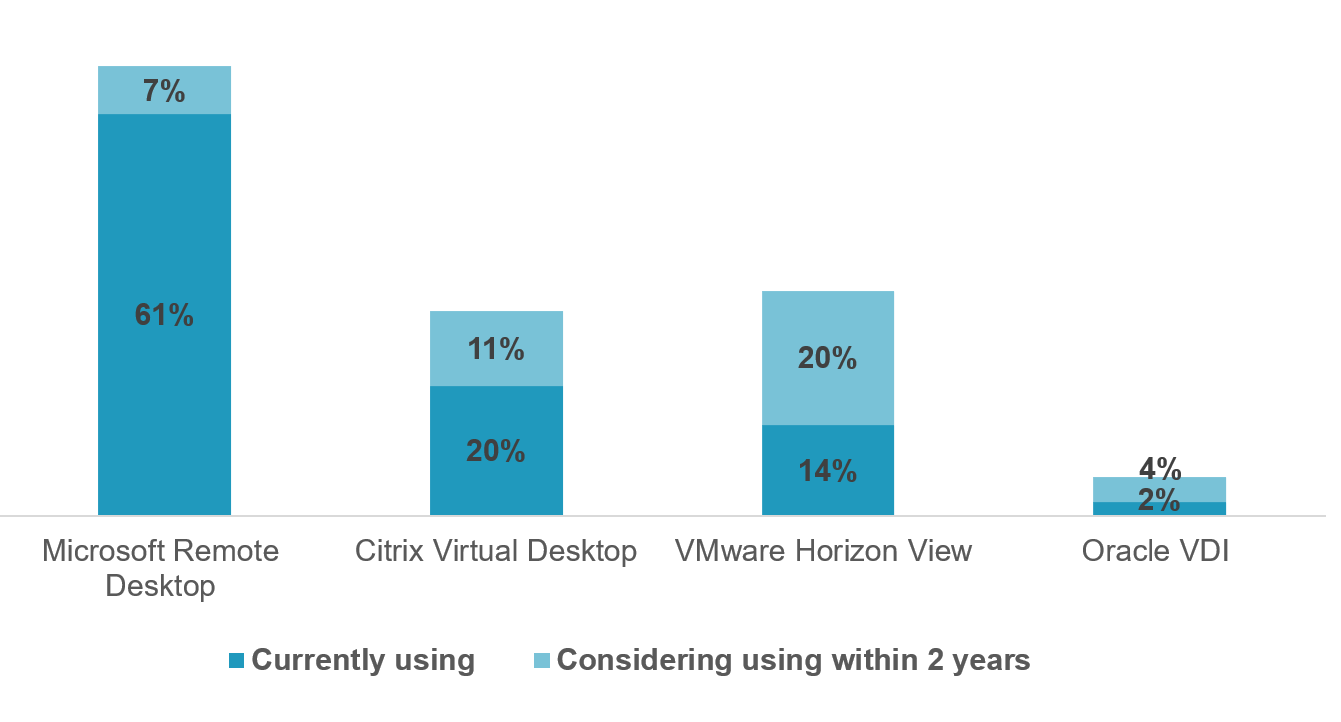 7%
61%
11%
20%
20%
14%
4%
2%
Microsoft Remote
Desktop
Citrix Virtual Desktop
VMware Horizon View
Oracle VDI
Currently using
Considering using within 2 years